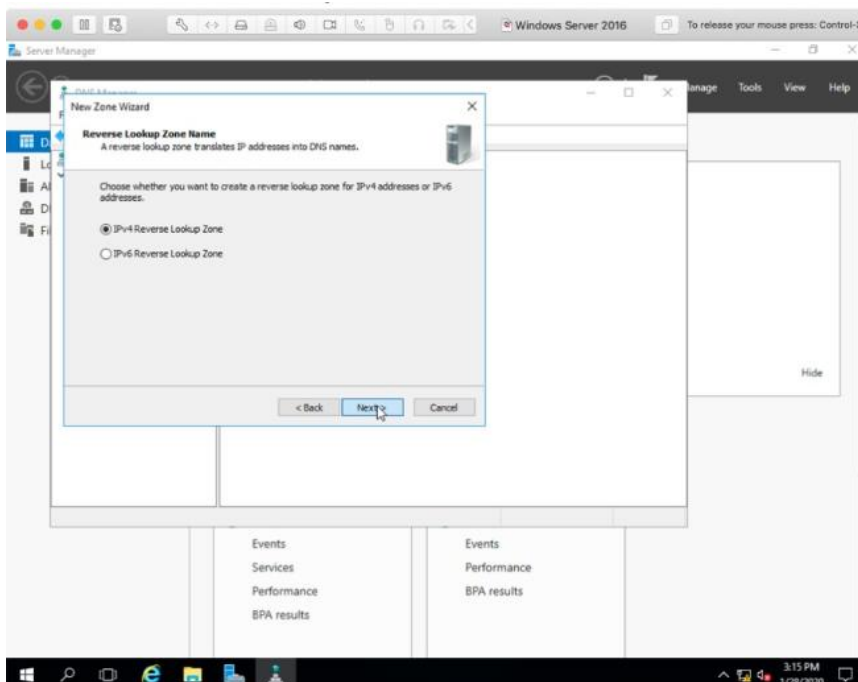 Windows Server 2016
To release your mouse press: Control-
Server Manager
Manage Tools View Help
New Zone Wizard
Reverse Lookup Zone Name
A reverse lookup zone translates IP addresses into DNS names.
Choose whether you want to create a reverse lookup zone for IPv4 addresses or IPv6
addresses.
IPv4 Reverse Lookup Zone
IPv6 Reverse Lookup Zone
< Back Next > Cancel
Hide
Events Events
Services Performance
Performance BPA results
BPA results
3:15 PM